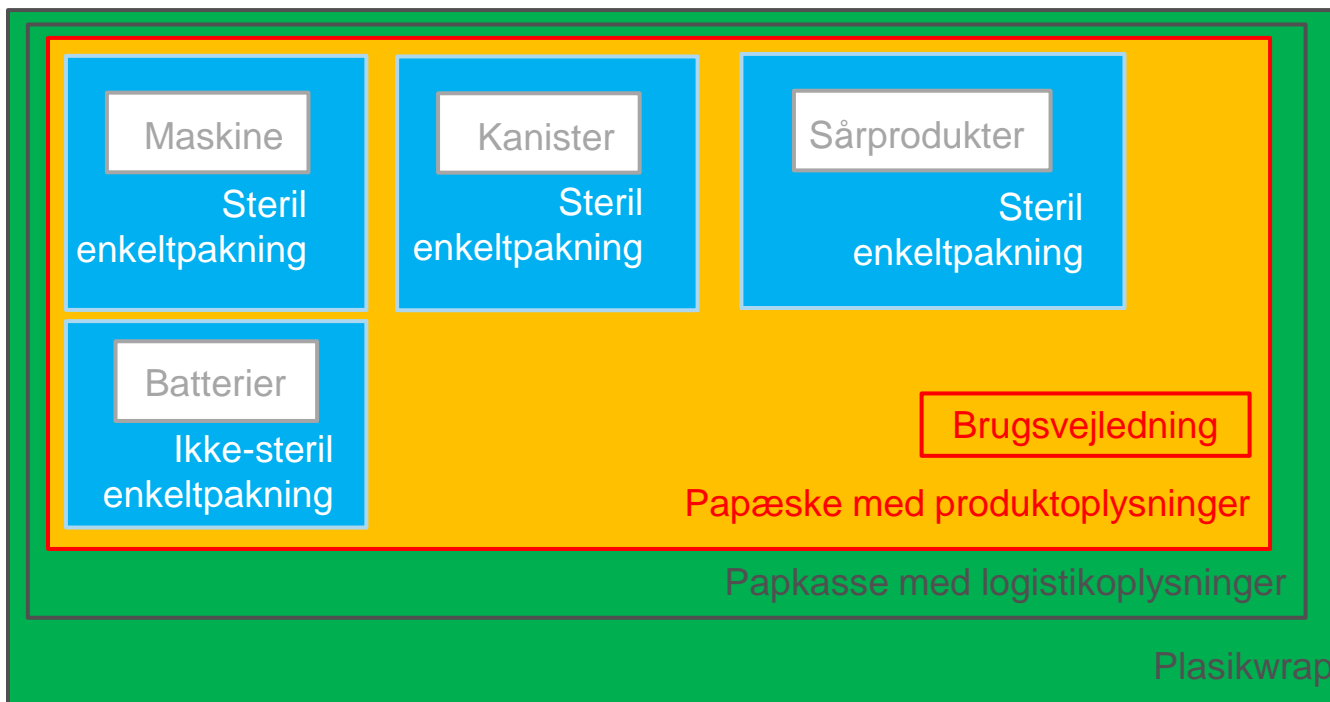 Maskine
Steril
enkeltpakning
Kanister
Steril
enkeltpakning
Sårprodukter
Steril
enkeltpakning
Batterier
Ikke-steril
enkeltpakning
Brugsvejledning
Papæske med produktoplysninger
Papkasse med logistikoplysninger
Plasikwrap